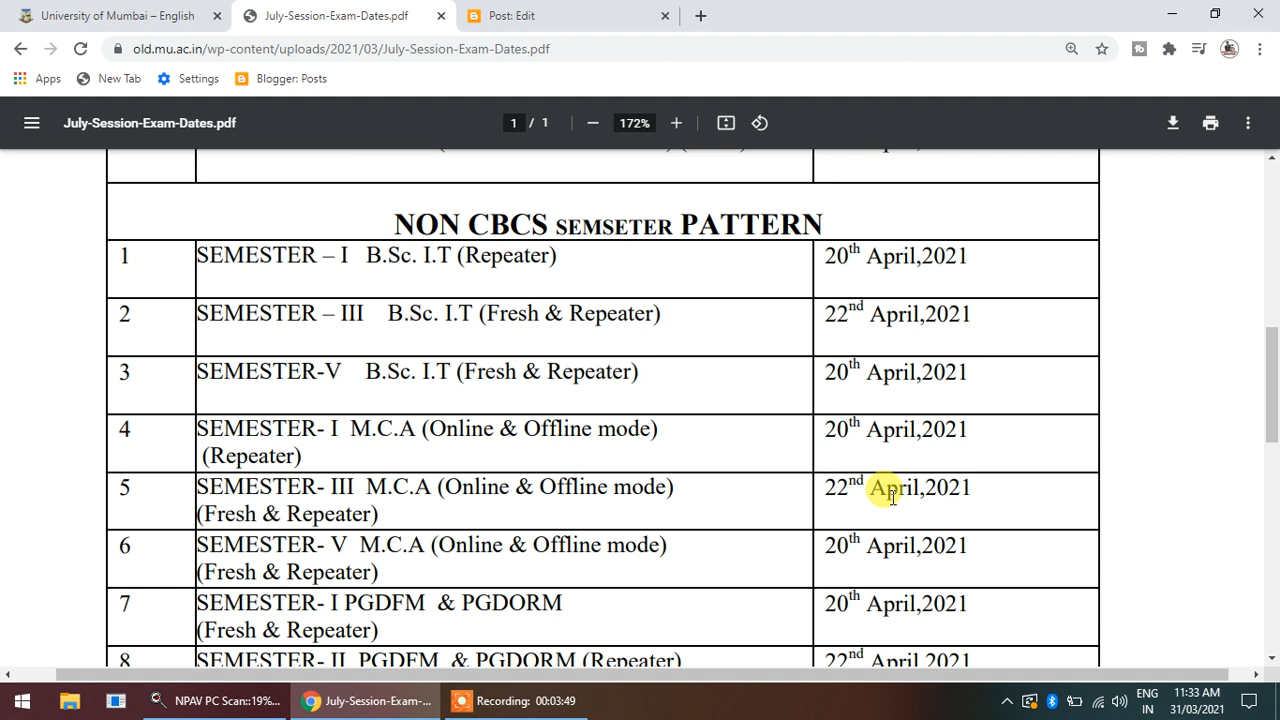 University of Mumbai – English
July-Session-Exam-Dates.pdf
Post: Edit
old.mu.ac.in/wp-content/uploads/2021/03/July-Session-Exam-Dates.pdf
Apps
New Tab
Settings
Blogger: Posts
July-Session-Exam-Dates.pdf
1 / 1
172%
NON CBCS SEMSETER PATTERN
1 SEMESTER – I B.Sc. I.T (Repeater) 20th April,2021
2 SEMESTER – III B.Sc. I.T (Fresh & Repeater) 22nd April,2021
3 SEMESTER-V B.Sc. I.T (Fresh & Repeater) 20th April,2021
4 SEMESTER- I M.C.A (Online & Offline mode) 20th April,2021
(Repeater)
5 SEMESTER- III M.C.A (Online & Offline mode) 22nd April,2021
(Fresh & Repeater)
6 SEMESTER- V M.C.A (Online & Offline mode) 20th April,2021
(Fresh & Repeater)
7 SEMESTER- I PGDFM & PGDORM 20th April,2021
(Fresh & Repeater)
8 SEMESTER- II PGDFM & PGDORM (Repeater) 22nd April,2021
NPAV PC Scan::19%...
July-Session-Exam-...
Recording: 00:03:49
ENG
IN
11:33 AM
31/03/2021